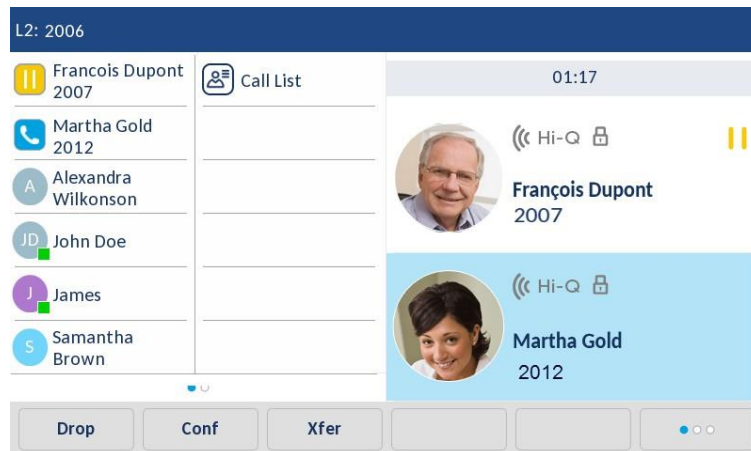 L2: 2006
Francois Dupont
2007
Martha Gold
2012
A
Alexandra
Wilkonson
JD
John Doe
J
James
S
Samantha
Brown
Call List
01:17
Hi-Q
François Dupont
2007
Hi-Q
Martha Gold
2012
Drop
Conf
Xfer